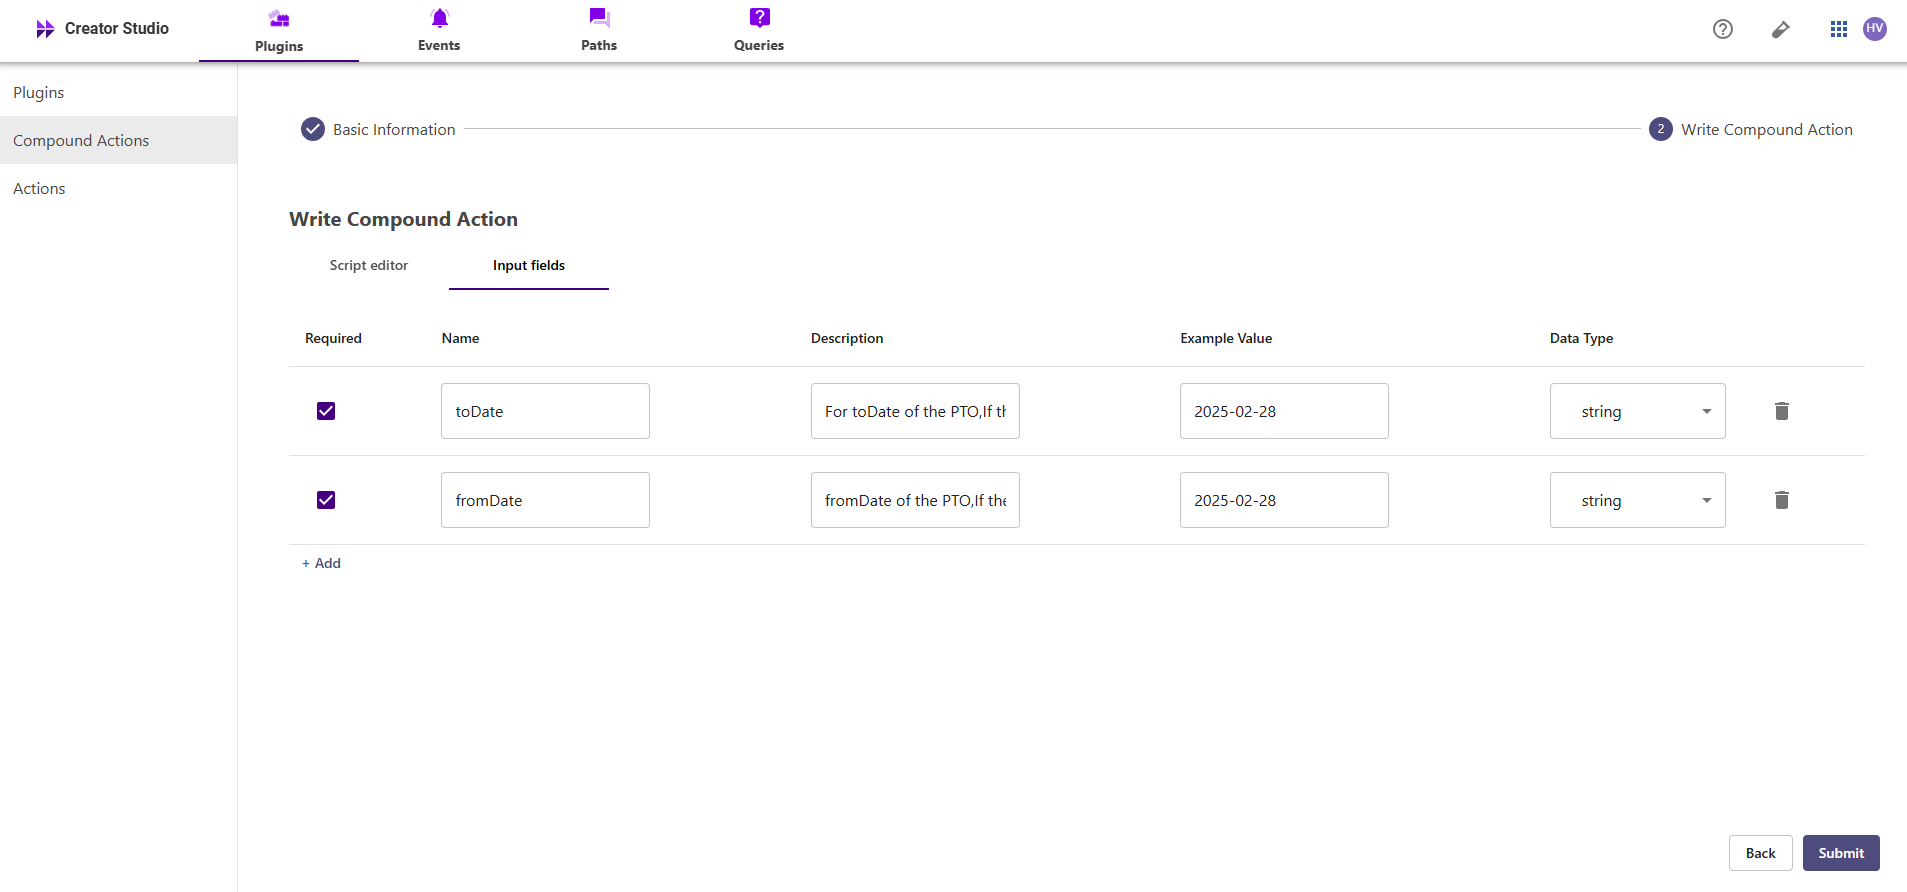 Creator Studio
Plugins
Events
Paths
Queries
HV
Plugins
Compound Actions
Actions
Basic Information
2
Write Compound Action
Write Compound Action
Script editor
Input fields
Required
Name
Description
Example Value
Data Type
toDate
For toDate of the PTO,If
2025-02-28
string
fromDate
fromDate of the PTO,If
2025-02-28
string
+ Add
Back
Submit